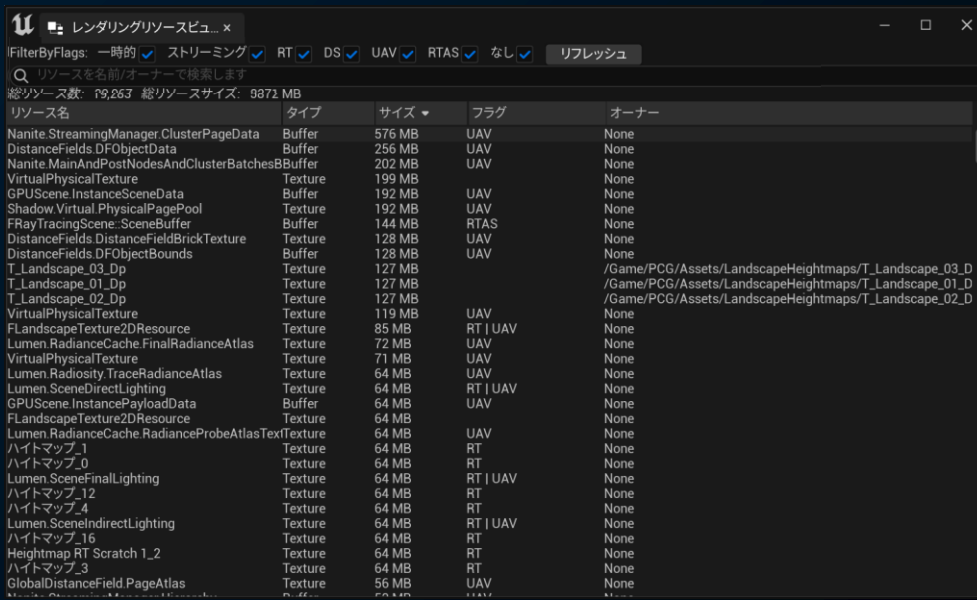 レンダリングリソースビュ... ×
FilterByFlags: 一時的 ストリーミング RT DS UAV RTAS なし リフレッシュ
リソースを名前/オーナーで検索します
総リソース数: 総リソースサイズ: MB
リソース名 タイプ サイズ フラグ オーナー
Nanite.StreamingManager.ClusterPageData Buffer 576 MB UAV None
DistanceFields.DFObjectData Buffer 256 MB UAV None
Nanite.MainAndPostNodesAndClusterBatchesB Buffer 202 MB UAV None
VirtualPhysicalTexture Texture 199 MB None
GPUScene.InstanceSceneData Buffer 192 MB UAV None
Shadow.Virtual.PhysicalPagePool Texture 192 MB UAV None
FRayTracingScene::SceneBuffer Buffer 144 MB RTAS None
DistanceFields.DistanceFieldBrickTexture Texture 128 MB UAV None
DistanceFields.DFObjectBounds Buffer 128 MB UAV None
T_Landscape_03_Dp Texture 127 MB /Game/PCG/Assets/LandscapeHeightmaps/T_Landscape_03_D
T_Landscape_01_Dp Texture 127 MB /Game/PCG/Assets/LandscapeHeightmaps/T_Landscape_01_D
T_Landscape_02_Dp Texture 127 MB /Game/PCG/Assets/LandscapeHeightmaps/T_Landscape_02_D
VirtualPhysicalTexture Texture 119 MB UAV None
FLandscapeTexture2DResource Texture 85 MB RT | UAV None
Lumen.RadianceCache.FinalRadianceAtlas Texture 72 MB UAV None
VirtualPhysicalTexture Texture 71 MB UAV None
Lumen.Radiosity.TraceRadianceAtlas Texture 64 MB UAV None
Lumen.SceneDirectLighting Texture 64 MB RT | UAV None
GPUScene.InstancePayloadData Buffer 64 MB UAV None
FLandscapeTexture2DResource Texture 64 MB None
Lumen.RadianceCache.RadianceProbeAtlasText Texture 64 MB UAV None
ハイトマップ_1 Texture 64 MB RT None
ハイトマップ_0 Texture 64 MB RT None
Lumen.SceneFinalLighting Texture 64 MB RT | UAV None
ハイトマップ_12 Texture 64 MB RT None
ハイトマップ_4 Texture 64 MB RT None
Lumen.SceneIndirectLighting Texture 64 MB RT | UAV None
ハイトマップ_16 Texture 64 MB RT None
Heightmap RT Scratch 1_2 Texture 64 MB RT None
ハイトマップ_3 Texture 64 MB RT None
GlobalDistanceField.PageAtlas Texture 56 MB UAV None